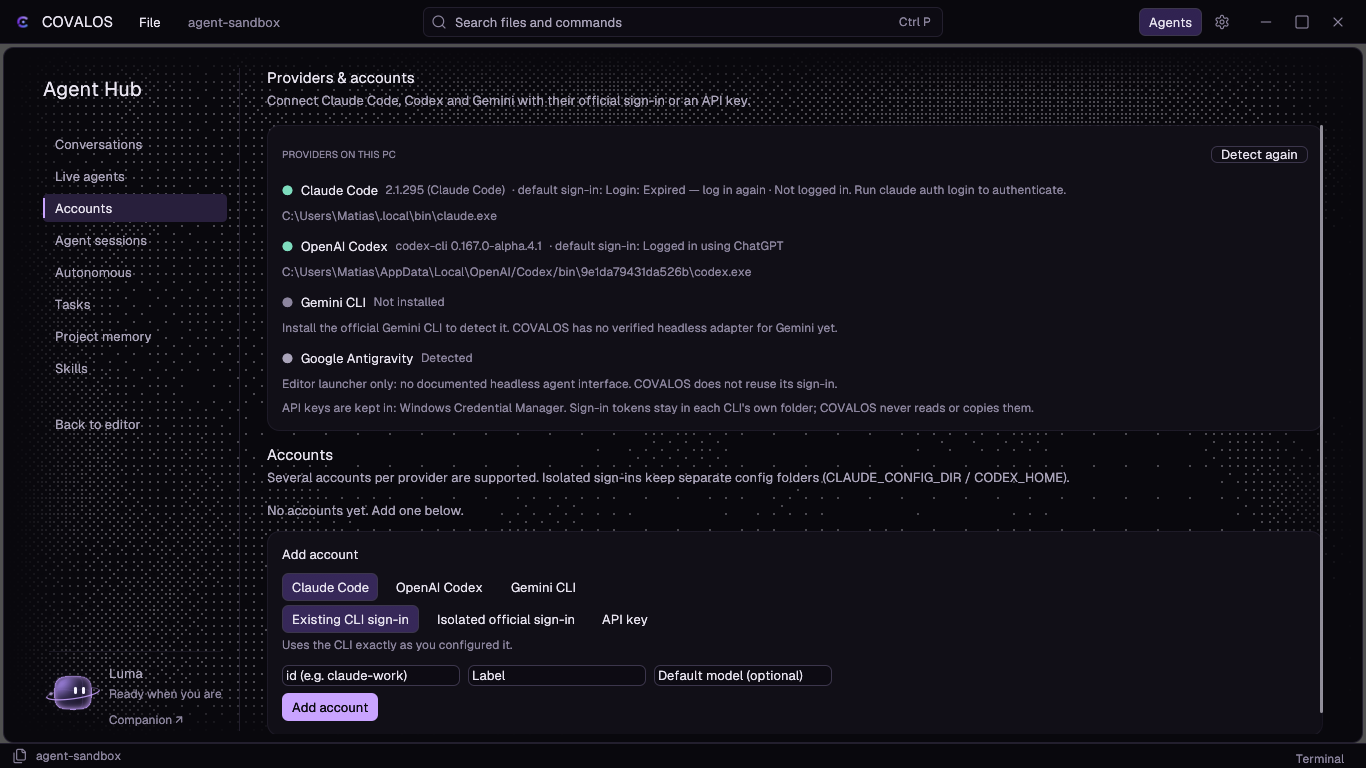 COVALOS File agent-sandbox Search files and commands Ctrl P Agents
Agent Hub
Conversations
Live agents
Accounts
Agent sessions
Autonomous
Tasks
Project memory
Skills
Back to editor
Luma
Ready when you are
Companion ↗
Providers & accounts
Connect Claude Code, Codex and Gemini with their official sign-in or an API key.
PROVIDERS ON THIS PC Detect again
Claude Code 2.1.295 (Claude Code) · default sign-in: Login: Expired — log in again · Not logged in. Run claude auth login to authenticate.
C:\Users\Matias\.local\bin\claude.exe
OpenAI Codex codex-cli 0.167.0-alpha.4.1 · default sign-in: Logged in using ChatGPT
C:\Users\Matias\AppData\Local\OpenAI/Codex/bin\9e1da79431da526b\codex.exe
Gemini CLI Not installed
Install the official Gemini CLI to detect it. COVALOS has no verified headless adapter for Gemini yet.
Google Antigravity Detected
Editor launcher only: no documented headless agent interface. COVALOS does not reuse its sign-in.
API keys are kept in: Windows Credential Manager. Sign-in tokens stay in each CLI's own folder; COVALOS never reads or copies them.
Accounts
Several accounts per provider are supported. Isolated sign-ins keep separate config folders (CLAUDE_CONFIG_DIR / CODEX_HOME).
No accounts yet. Add one below.
Add account
Claude Code OpenAI Codex Gemini CLI
Existing CLI sign-in Isolated official sign-in API key
Uses the CLI exactly as you configured it.
id (e.g. claude-work) Label Default model (optional)
Add account
agent-sandbox Terminal